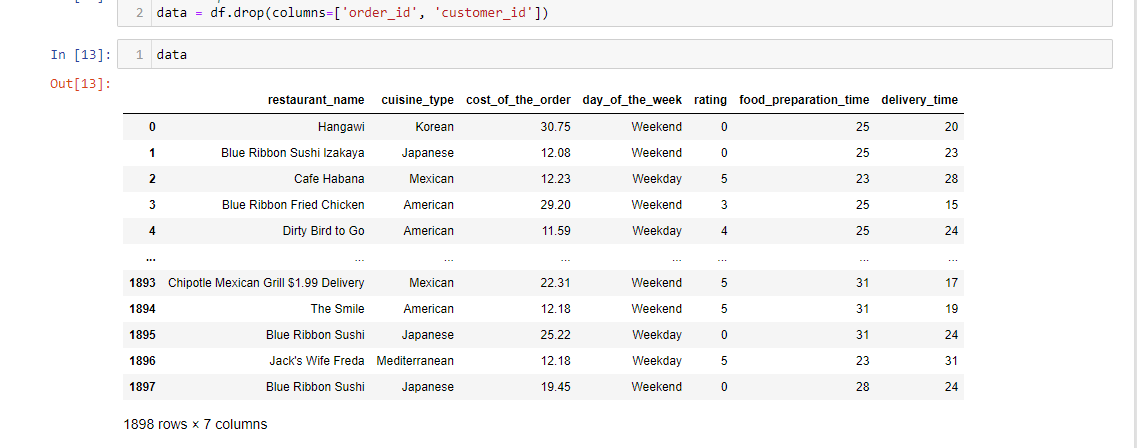 2 data = df.drop(columns=['order_id', 'customer_id'])
In [13]: 1 data
Out[13]:
restaurant_name cuisine_type cost_of_the_order day_of_the_week rating food_preparation_time delivery_time
0 Hangawi Korean 30.75 Weekend 0 25 20
1 Blue Ribbon Sushi Izakaya Japanese 12.08 Weekend 0 25 23
2 Cafe Habana Mexican 12.23 Weekday 5 23 28
3 Blue Ribbon Fried Chicken American 29.20 Weekend 3 25 15
4 Dirty Bird to Go American 11.59 Weekday 4 25 24
... ... ... ... ... ... ... ...
1893 Chipotle Mexican Grill $1.99 Delivery Mexican 22.31 Weekend 5 31 17
1894 The Smile American 12.18 Weekend 5 31 19
1895 Blue Ribbon Sushi Japanese 25.22 Weekday 0 31 24
1896 Jack's Wife Freda Mediterranean 12.18 Weekday 5 23 31
1897 Blue Ribbon Sushi Japanese 19.45 Weekend 0 28 24
1898 rows × 7 columns